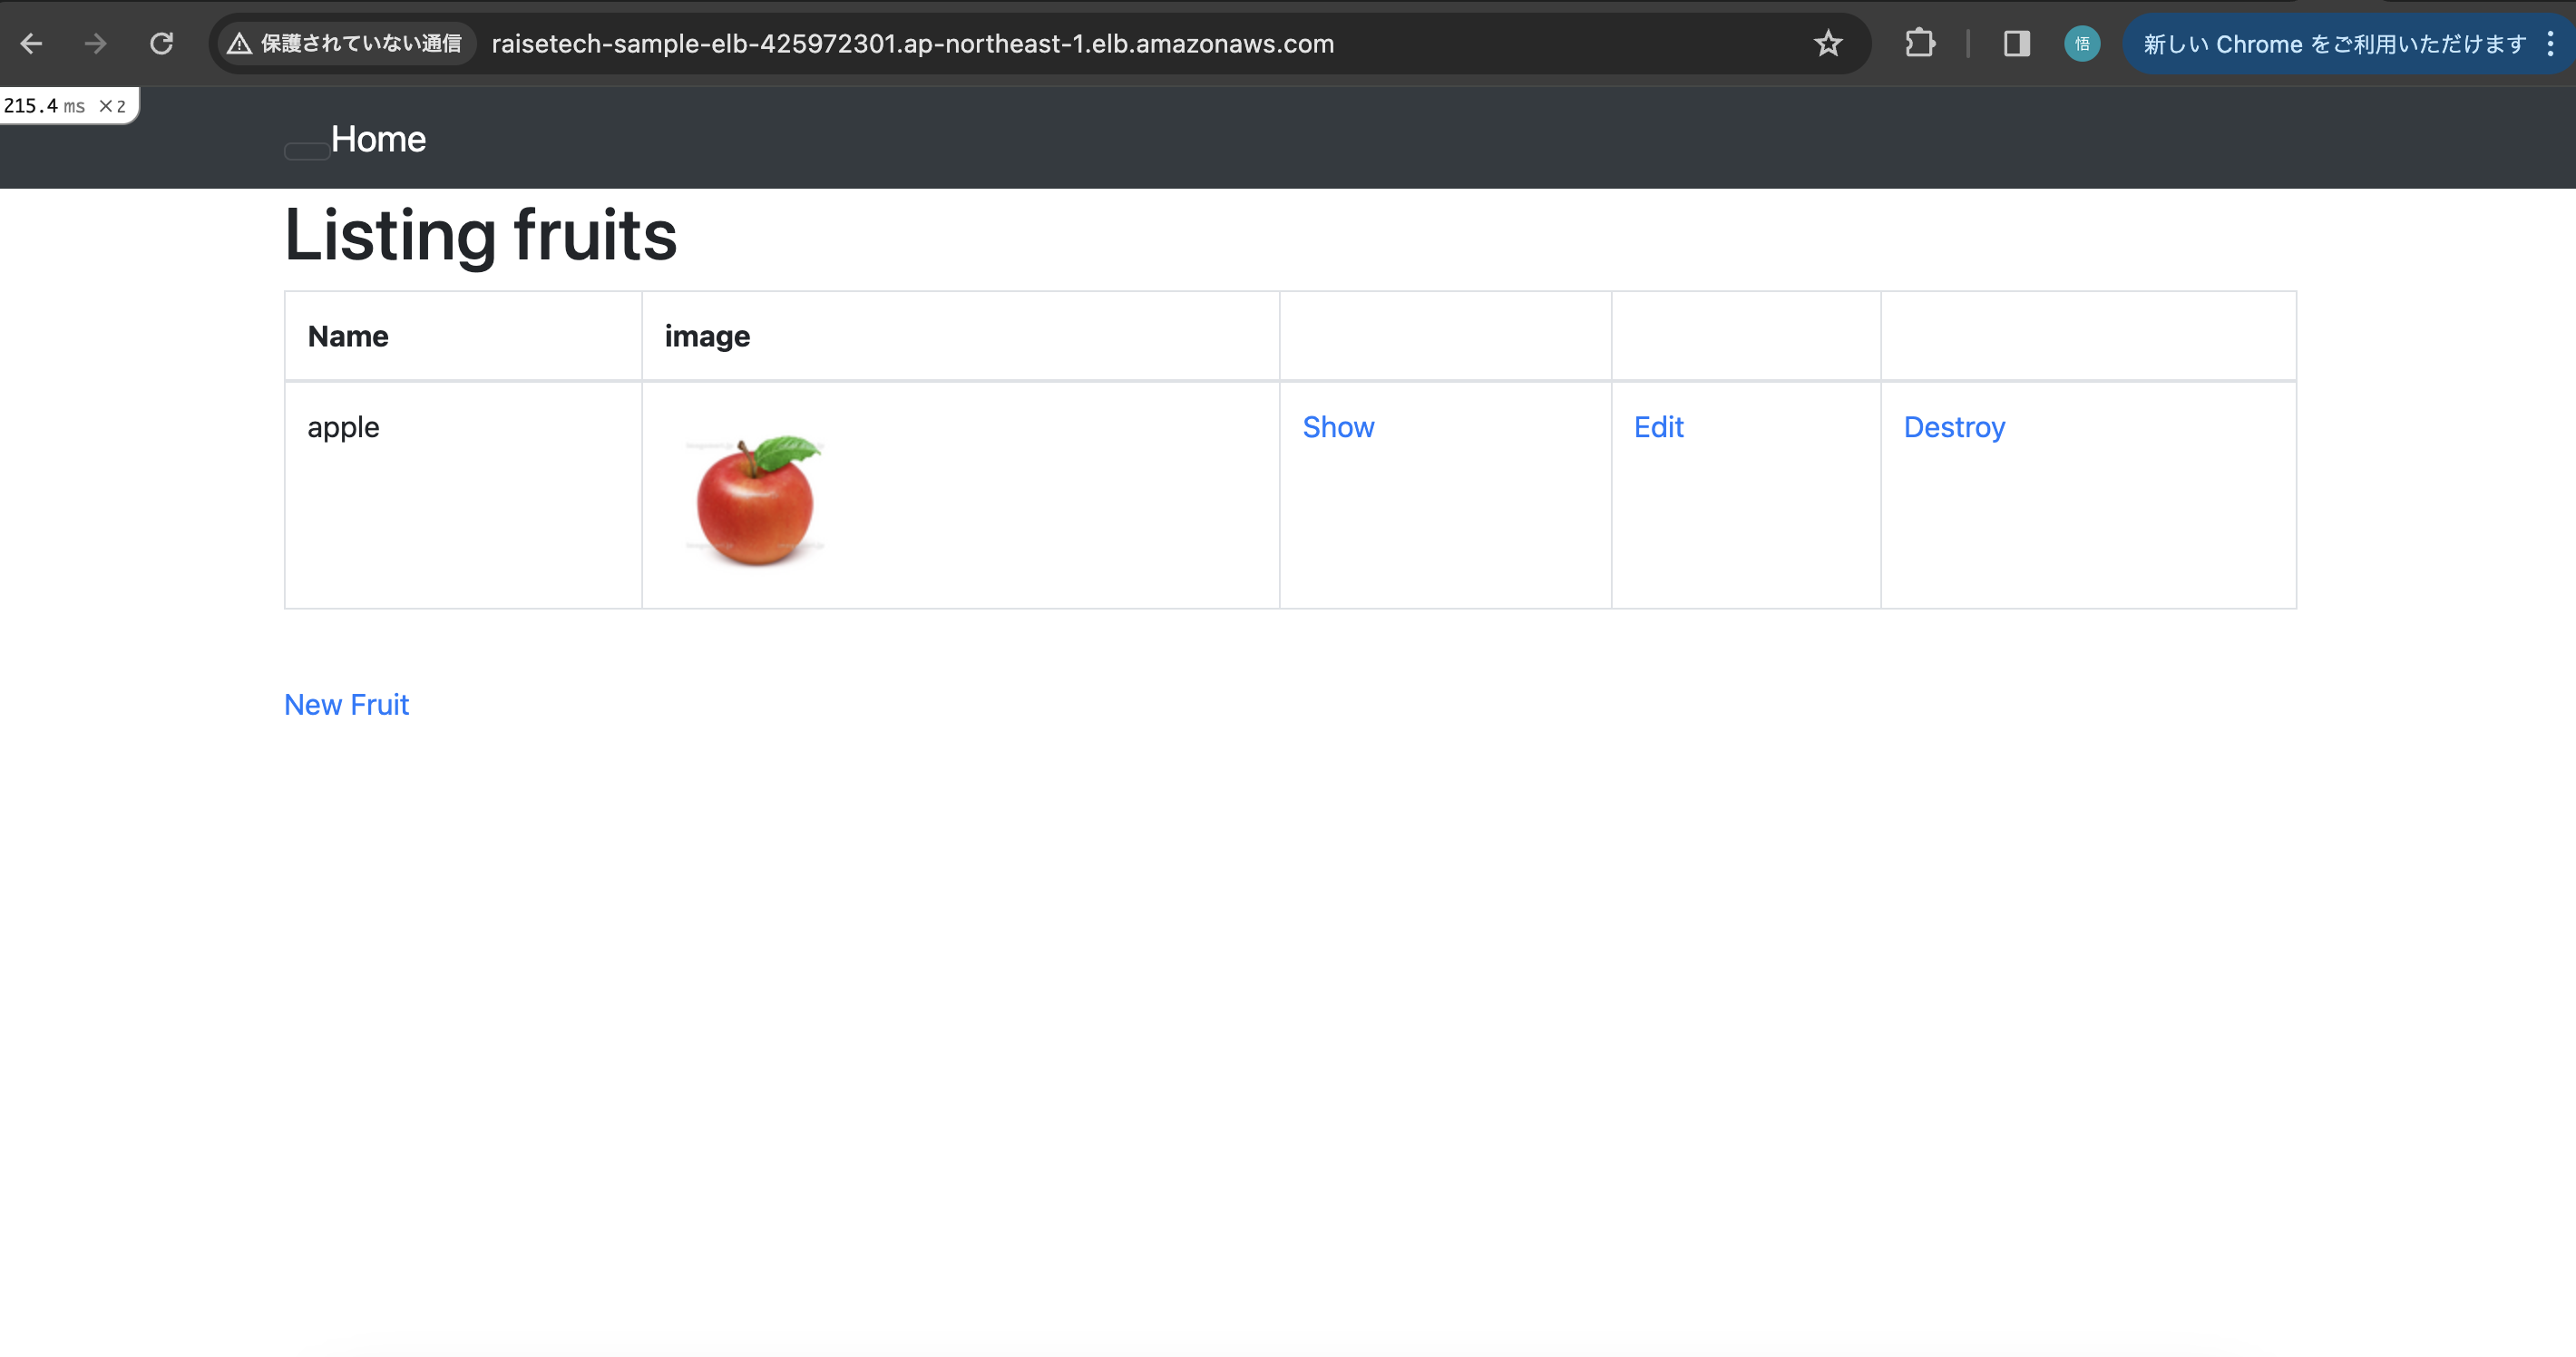 保護されていない通信 raisetech-sample-elb-425972301.ap-northeast-1.elb.amazonaws.com 悟 新しい Chrome をご利用いただけます
215.4 ms ×2
Home
Listing fruits
Name image
apple Show Edit Destroy
New Fruit